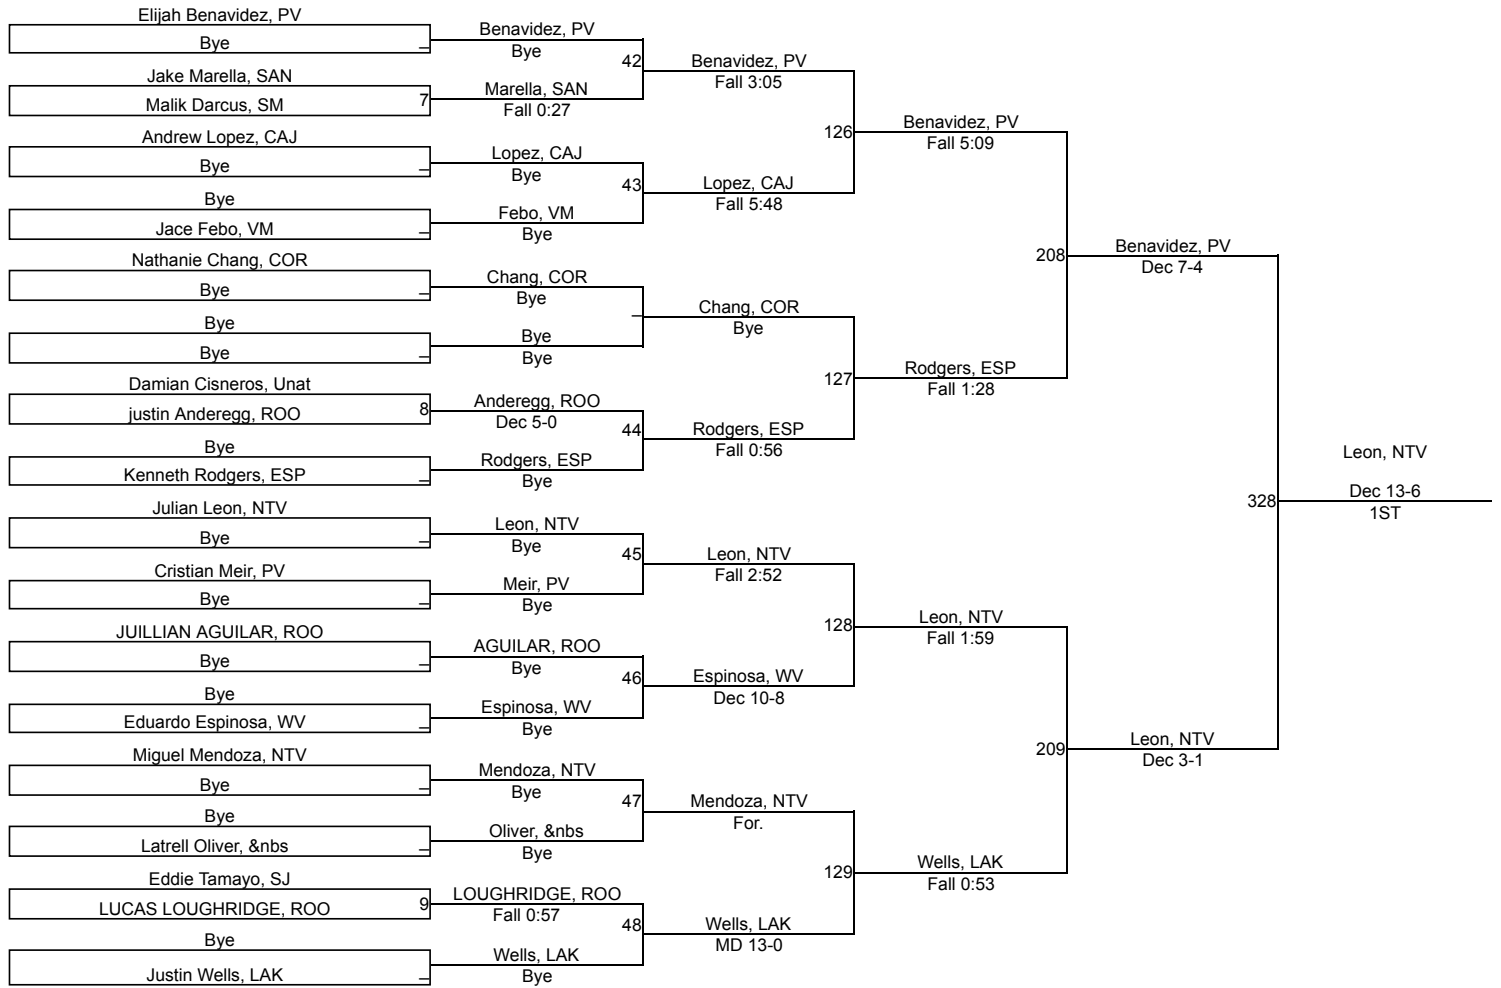 Elijah Benavidez, PV
Bye _
Jake Marella, SAN
Malik Darcus, SM 7
Andrew Lopez, CAJ
Bye _
Bye
Jace Febo, VM _
Nathanie Chang, COR
Bye _
Bye
Bye _
Damian Cisneros, Unat
justin Anderegg, ROO 8
Bye
Kenneth Rodgers, ESP _
Julian Leon, NTV
Bye _
Cristian Meir, PV
Bye _
JUILLIAN AGUILAR, ROO
Bye _
Bye
Eduardo Espinosa, WV _
Miguel Mendoza, NTV
Bye _
Bye
Latrell Oliver, &nbs _
Eddie Tamayo, SJ
LUCAS LOUGHRIDGE, ROO 9
Bye
Justin Wells, LAK _
Benavidez, PV
Bye
42
Marella, SAN
Fall 0:27
Lopez, CAJ
Bye
43
Febo, VM
Bye
Chang, COR
Bye
_
Bye
Bye
Anderegg, ROO
Dec 5-0
44
Rodgers, ESP
Bye
Leon, NTV
Bye
45
Meir, PV
Bye
AGUILAR, ROO
Bye
46
Espinosa, WV
Bye
Mendoza, NTV
Bye
47
Oliver, &nbs
Bye
LOUGHRIDGE, ROO
Fall 0:57
48
Wells, LAK
Bye
Benavidez, PV
Fall 3:05
126
Lopez, CAJ
Fall 5:48
Chang, COR
Bye
127
Rodgers, ESP
Fall 0:56
Leon, NTV
Fall 2:52
128
Espinosa, WV
Dec 10-8
Mendoza, NTV
For.
129
Wells, LAK
MD 13-0
Benavidez, PV
Fall 5:09
208
Rodgers, ESP
Fall 1:28
Leon, NTV
Fall 1:59
209
Wells, LAK
Fall 0:53
Benavidez, PV
Dec 7-4
328
Leon, NTV
Dec 3-1
Leon, NTV
Dec 13-6
1ST